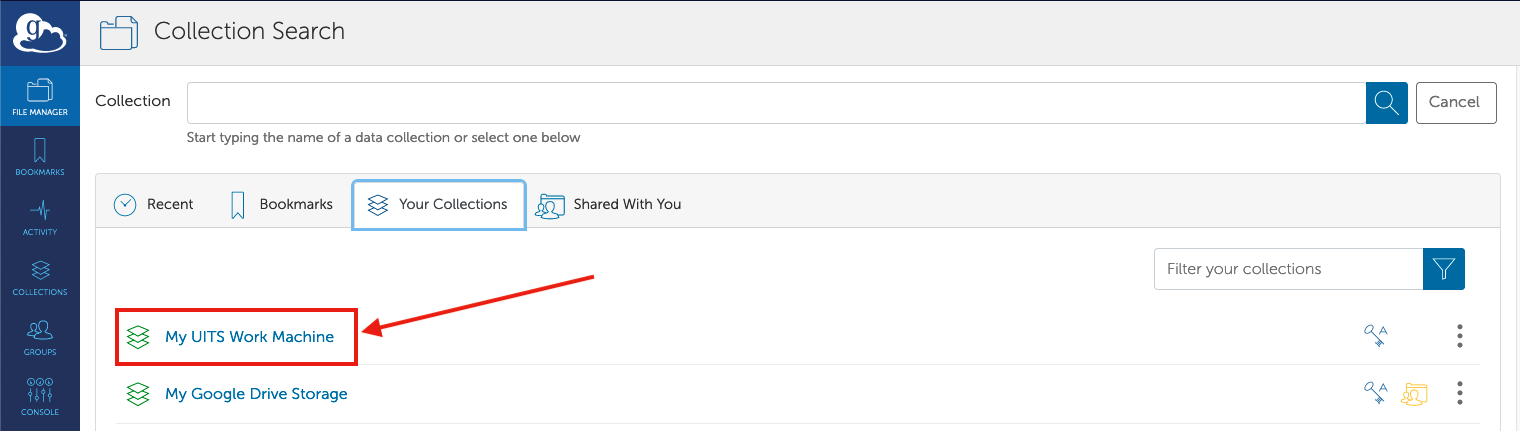 g
Collection Search
FILE MANAGER
BOOKMARKS
ACTIVITY
COLLECTIONS
GROUPS
CONSOLE
Collection
Cancel
Start typing the name of a data collection or select one below
Recent Bookmarks Your Collections Shared With You
Filter your collections
My UITS Work Machine
A
My Google Drive Storage
A